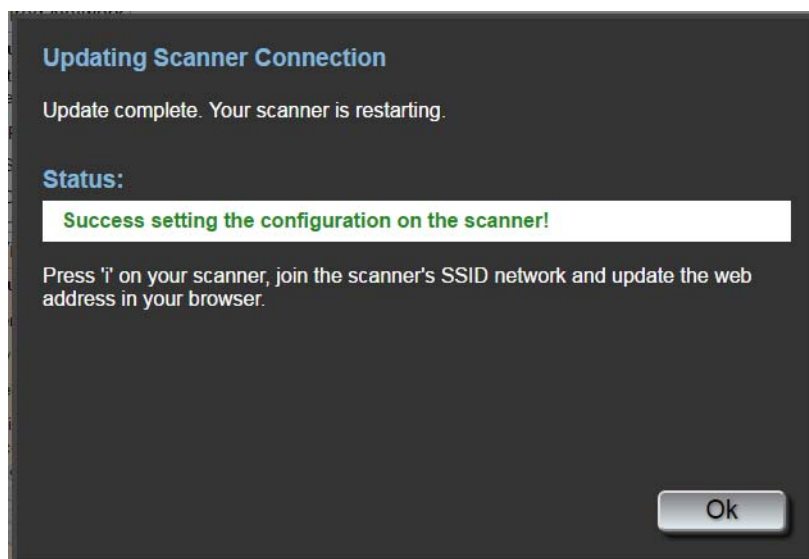 Updating Scanner Connection
Update complete. Your scanner is restarting.
Status:
Success setting the configuration on the scanner!
Press 'i' on your scanner, join the scanner's SSID network and update the web
address in your browser.
Ok